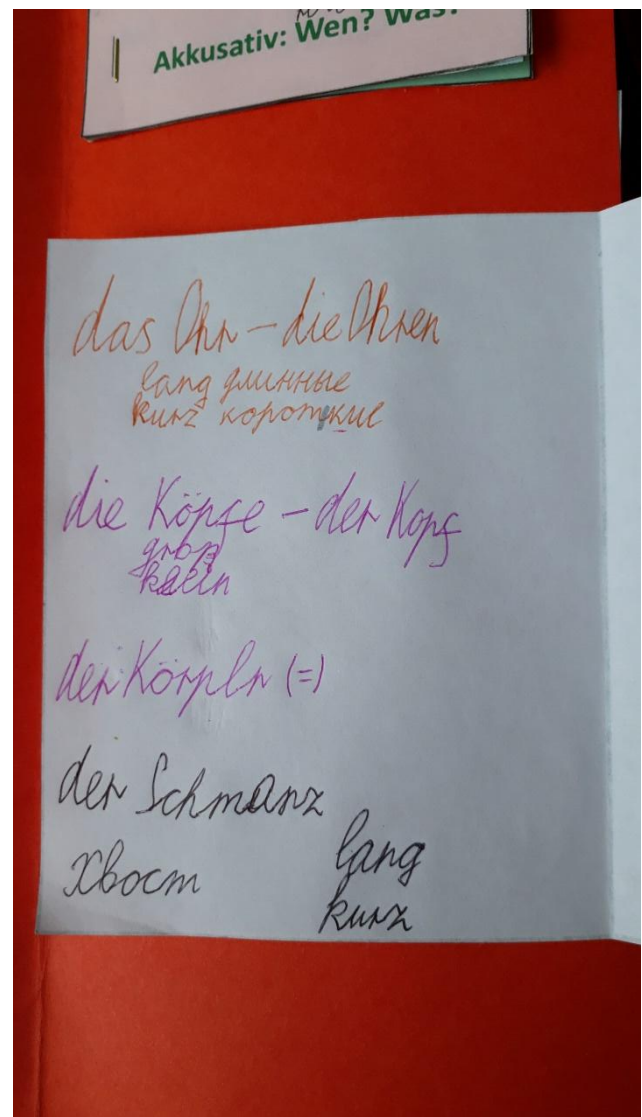 Akkusativ: Wen? Was?
das Ohr – die Ohren
lang длинные
kurz короткие
die Köpfe – der Kopf
groß
klein
der Körper (=)
der Schwanz
хвост
lang
kurz